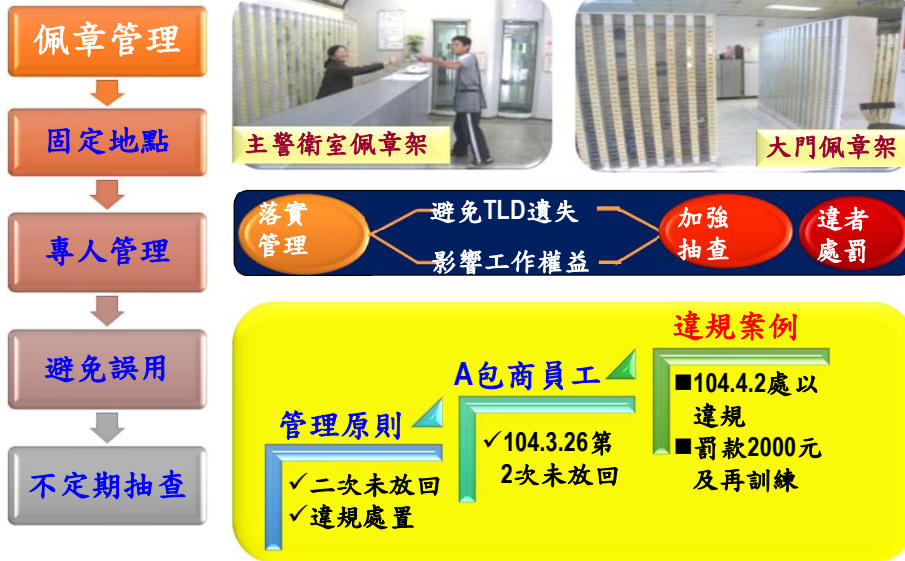 佩章管理
固定地點
專人管理
避免誤用
不定期抽查
主警衛室佩章架
大門佩章架
落實
管理
避免TLD遺失
影響工作權益
加強
抽查
違者
處罰
管理原則
✓二次未放回
✓違規處置
A包商員工
✓104.3.26第
2次未放回
違規案例
■104.4.2處以
違規
■罰款2000元
及再訓練